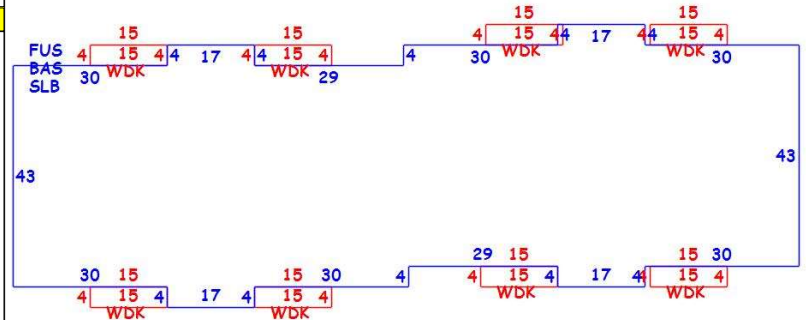 15 15
15 15
FUS 4 15 4 4 17 4 4 15 4
BAS WDK WDK
SLB 30 29
4 15 4 4 17 4 4 15 4
WDK WDK
4 30 30
43 43
30 15 15 30
4 15 4 17 4 15 4
WDK WDK
4 29 15 15 30
4 15 4 17 4 4 15 4
WDK WDK